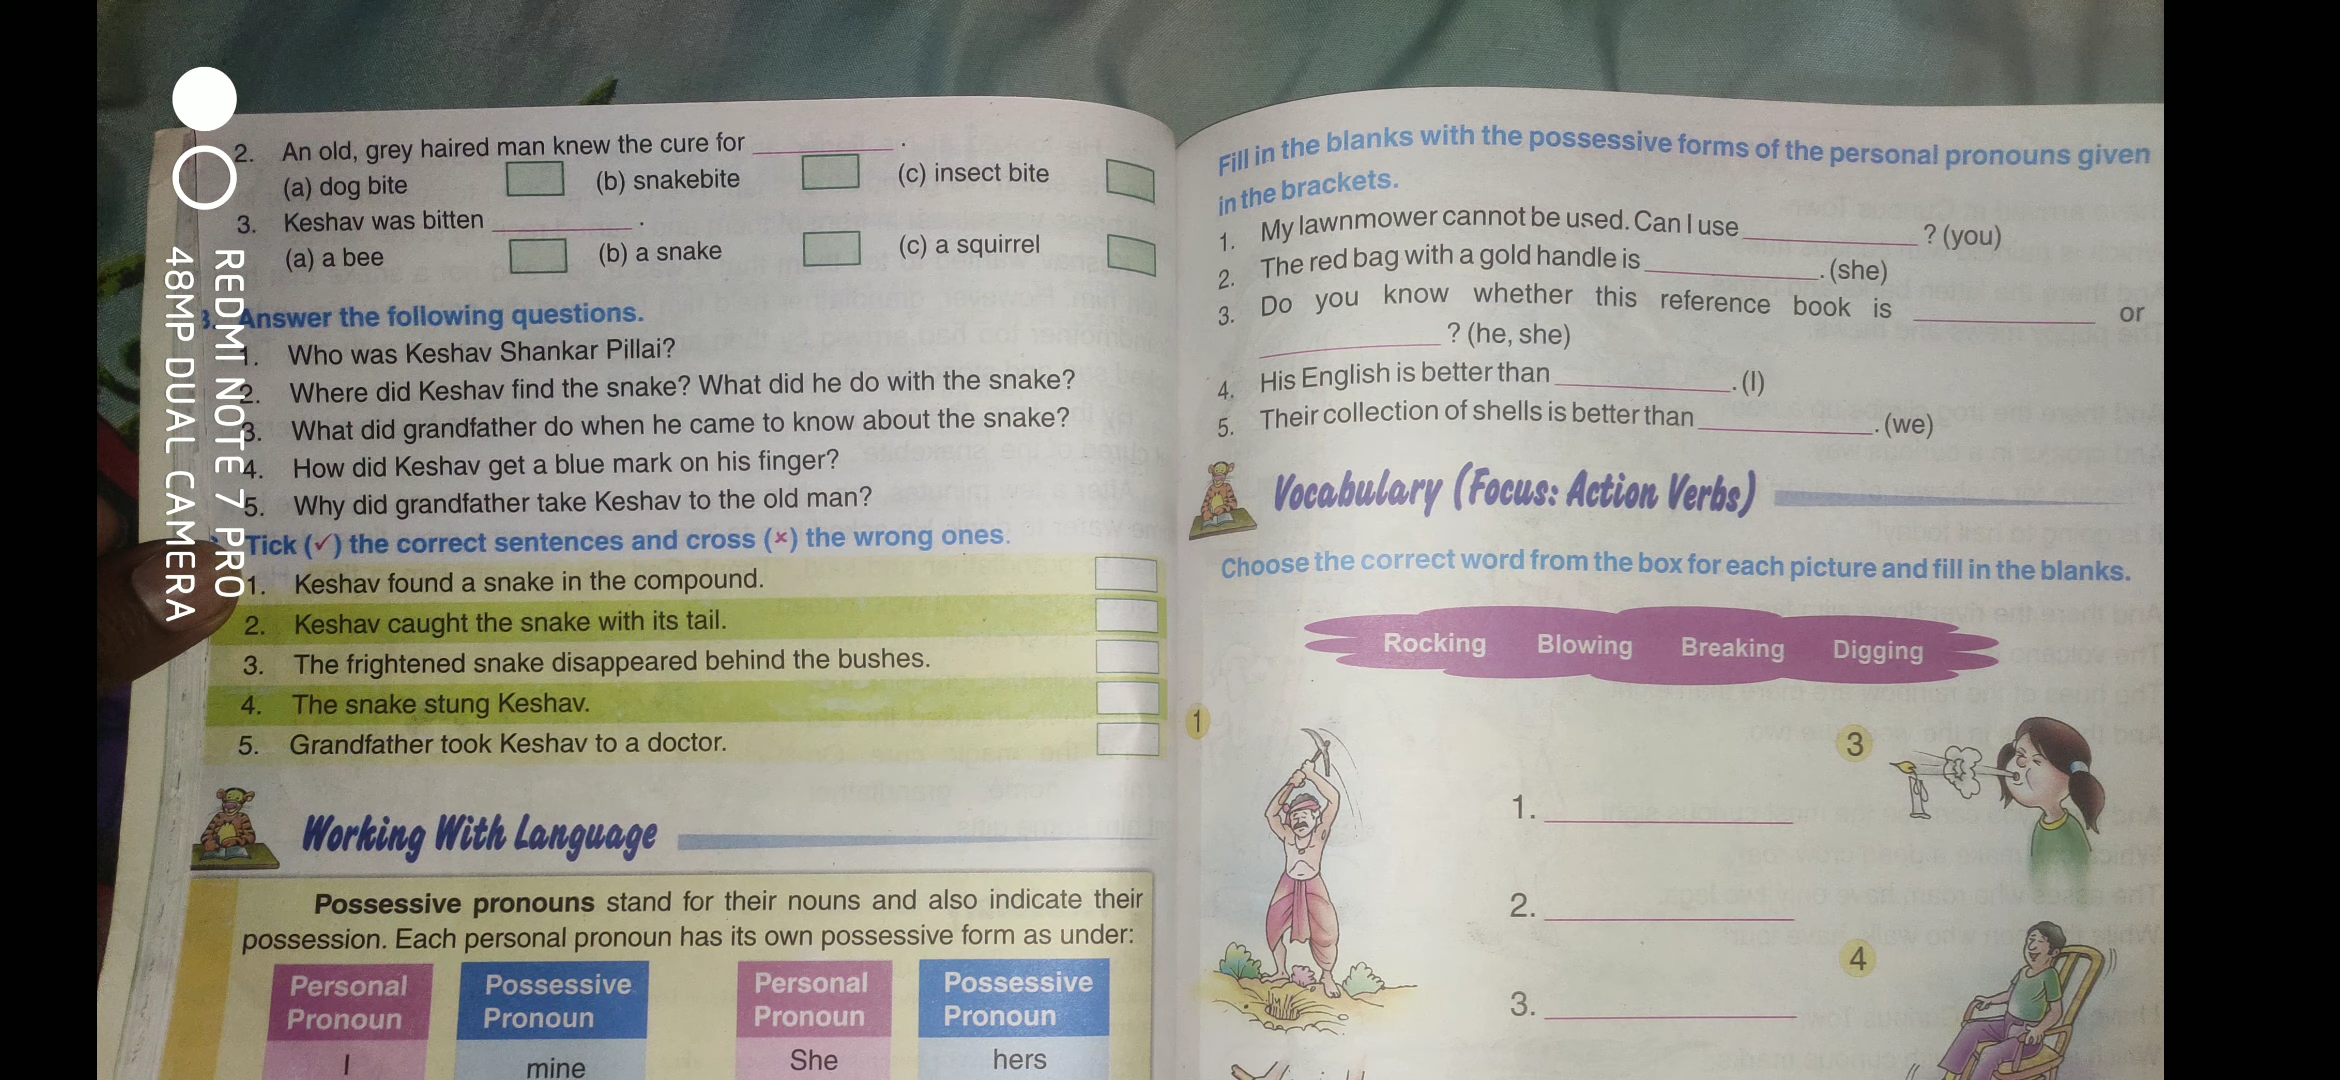 2. An old, grey haired man knew the cure for ____________ .
(a) dog bite (b) snakebite (c) insect bite
3. Keshav was bitten ____________ .
(a) a bee (b) a snake (c) a squirrel
3. Answer the following questions.
1. Who was Keshav Shankar Pillai?
2. Where did Keshav find the snake? What did he do with the snake?
3. What did grandfather do when he came to know about the snake?
4. How did Keshav get a blue mark on his finger?
5. Why did grandfather take Keshav to the old man?
Tick (✓) the correct sentences and cross (×) the wrong ones.
1. Keshav found a snake in the compound.
2. Keshav caught the snake with its tail.
3. The frightened snake disappeared behind the bushes.
4. The snake stung Keshav.
5. Grandfather took Keshav to a doctor.
Working With Language
Possessive pronouns stand for their nouns and also indicate their
possession. Each personal pronoun has its own possessive form as under:
Personal Possessive Personal Possessive
Pronoun Pronoun Pronoun Pronoun
I mine She hers
Fill in the blanks with the possessive forms of the personal pronouns given
in the brackets.
1. My lawnmower cannot be used. Can I use ____________ ? (you)
2. The red bag with a gold handle is ____________ . (she)
3. Do you know whether this reference book is ____________ or
____________ ? (he, she)
4. His English is better than ____________ . (I)
5. Their collection of shells is better than ____________ . (we)
Vocabulary (Focus: Action Verbs)
Choose the correct word from the box for each picture and fill in the blanks.
Rocking Blowing Breaking Digging
1
3
1. ____________
2. ____________
4
3. ____________
REDMI NOTE 7 PRO
48MP DUAL CAMERA